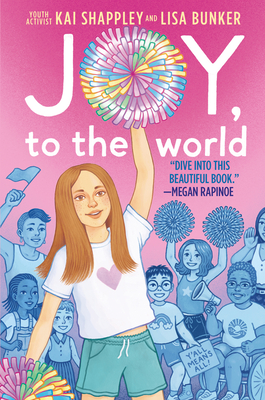 YOUTH ACTIVIST KAI SHAPPLEY AND LISA BUNKER
JOY,
to the world
“DIVE INTO THIS
BEAUTIFUL BOOK.”
—MEGAN RAPINOE
Y'ALL
MEANS
ALL!